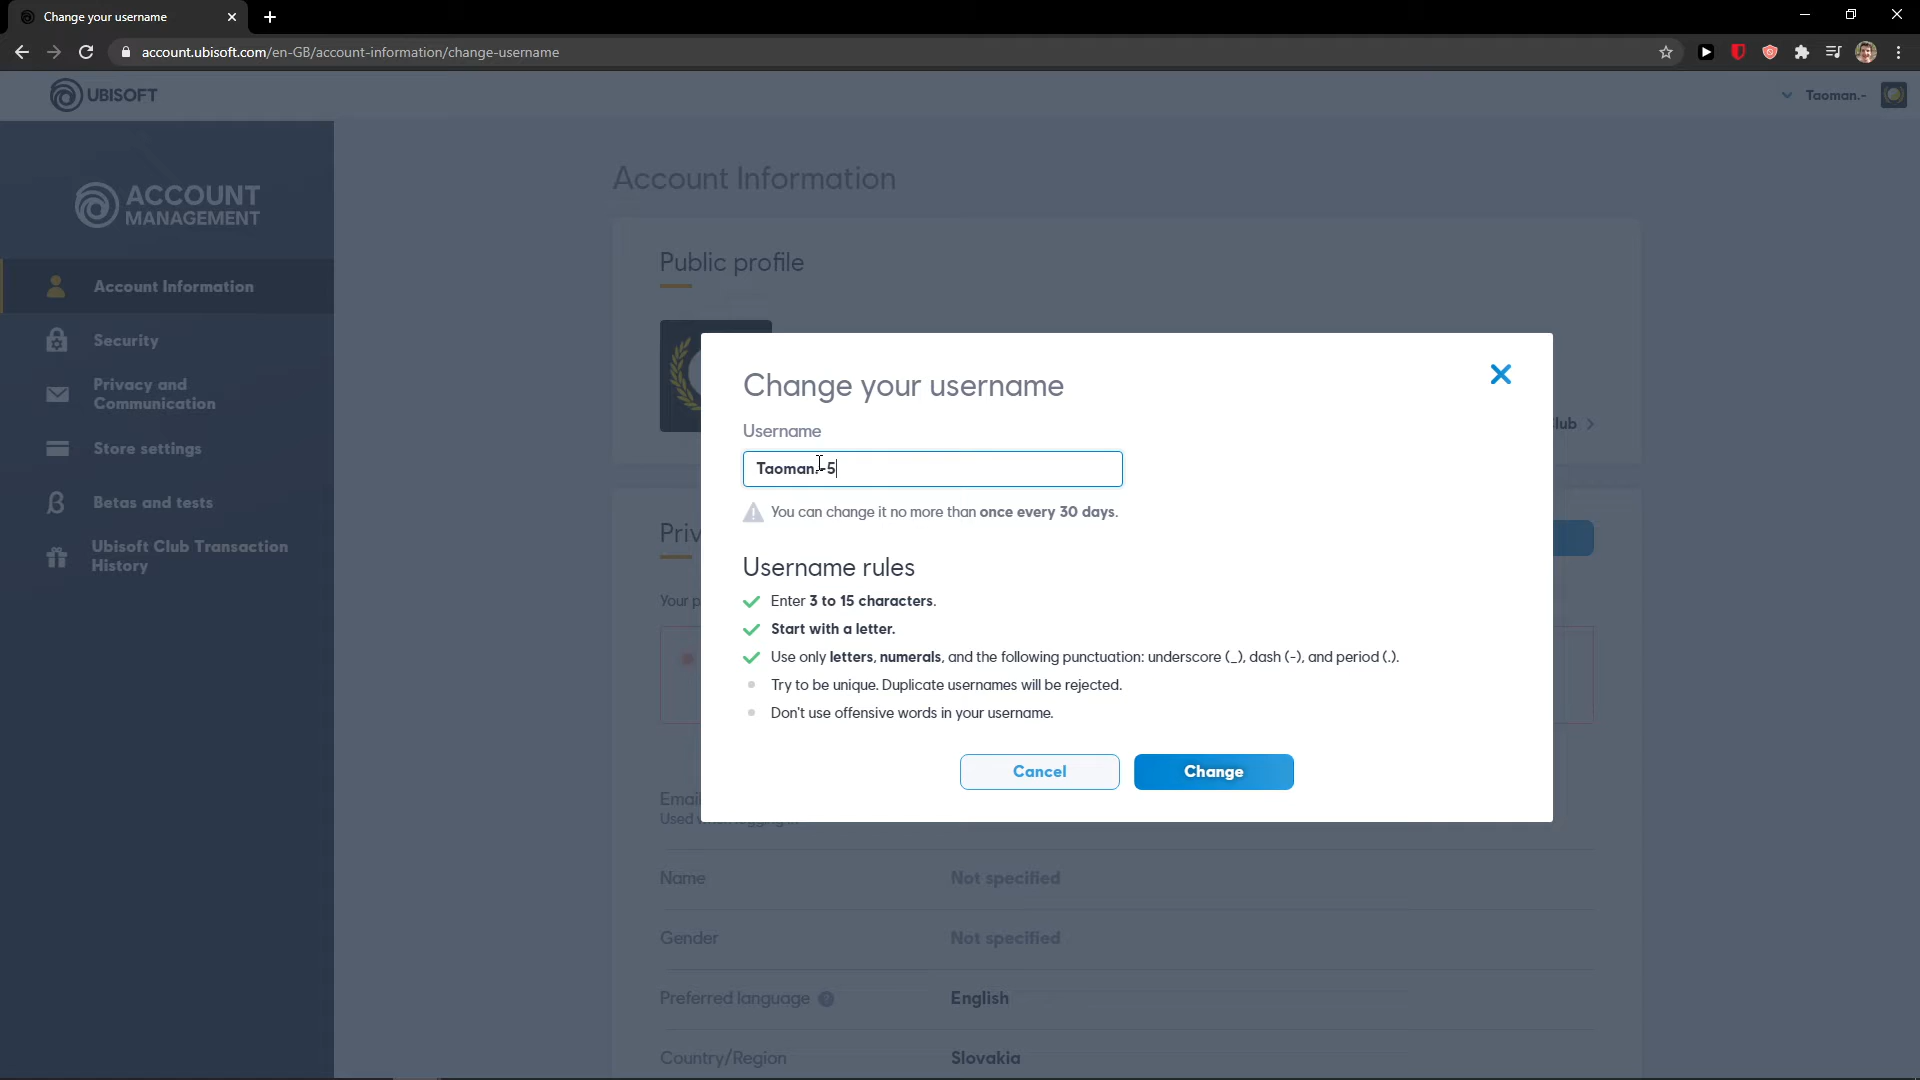 Change your username
account.ubisoft.com/en-GB/account-information/change-username
UBISOFT
Taoman.-
ACCOUNT
MANAGEMENT
Account Information
Security
Privacy and
Communication
Store settings
Betas and tests
Ubisoft Club Transaction
History
Account Information
Public profile
lub
Priv
Your p
Change your username
Username
Taoman.-5
You can change it no more than once every 30 days.
Username rules
Enter 3 to 15 characters.
Start with a letter.
Use only letters, numerals, and the following punctuation: underscore (_), dash (-), and period (.).
Try to be unique. Duplicate usernames will be rejected.
Don't use offensive words in your username.
Cancel
Change
Email
Used
Name
Not specified
Gender
Not specified
Preferred language ?
English
Country/Region
Slovakia